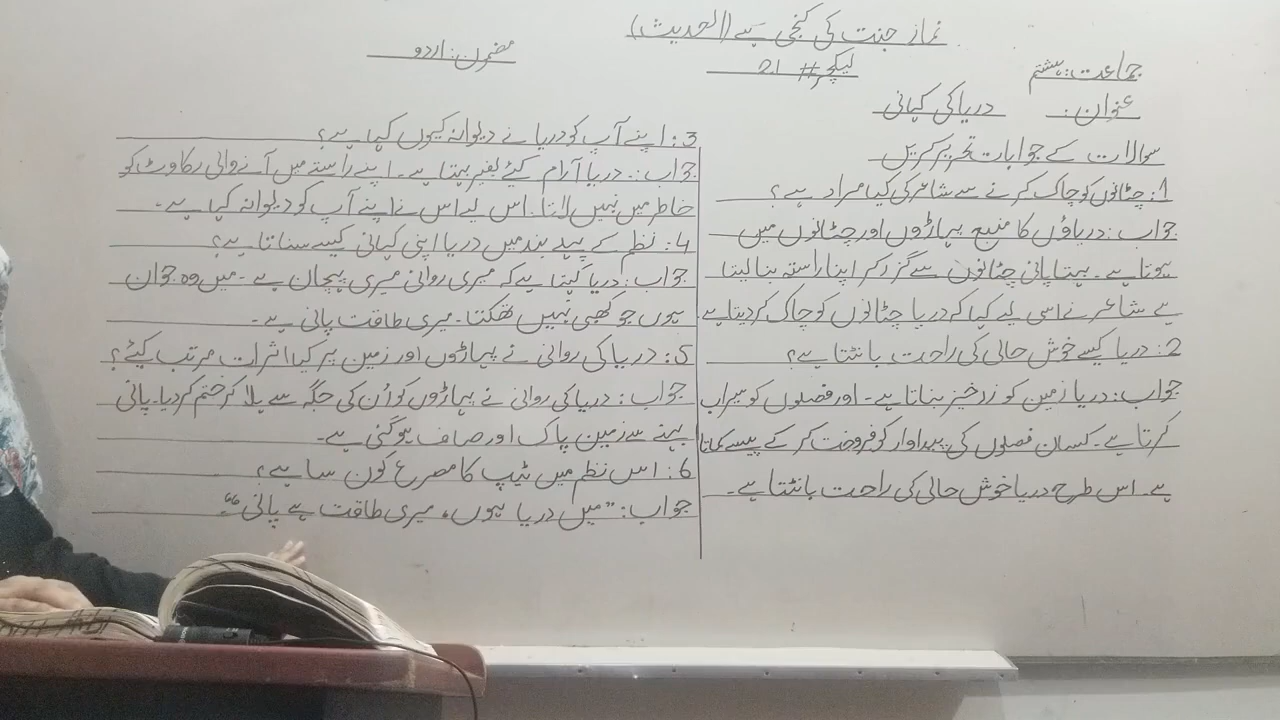 نماز جنت کی کنجی ہے (الحدیث)
جماعت: ہشتم
لیکچر # 21
مضمون: اردو
عنوان: دریا کی کہانی
سوالات کے جوابات تحریر کریں
1: چٹانوں کو چاک کرنے سے شاعر کی کیا مراد ہے؟
جواب: دریاؤں کا منبع پہاڑوں اور چٹانوں میں
ہوتا ہے۔ بہتا پانی چٹانوں سے گزر کر اپنا راستہ بنا لیتا
ہے شاعر نے اسی لیے کہا کہ دریا چٹانوں کو چاک کر دیتا ہے
2: دریا کیسے خوش حالی کی راحت بانٹتا ہے؟
جواب: دریا زمین کو زرخیز بناتا ہے۔ اور فصلوں کو سیراب
کرتا ہے۔ کسان فصلوں کی پیداوار کو فروخت کر کے پیسے کماتا
ہے۔ اس طرح دریا خوش حالی کی راحت بانٹتا ہے۔
3: اپنے آپ کو دریا نے دیوانہ کیوں کہا ہے؟
جواب: دریا آرام کیے بغیر بہتا ہے۔ اپنے راستے میں آنے والی رکاوٹ کو
خاطر میں نہیں لاتا۔ اس لیے اس نے اپنے آپ کو دیوانہ کہا ہے۔
4: نظم کے پہلے بند میں دریا اپنی کہانی کیسے سناتا ہے؟
جواب: دریا کہتا ہے کہ میری روانی میری پہچان ہے۔ میں وہ جوان
ہوں جو کبھی نہیں تھکتا۔ میری طاقت پانی ہے۔
5: دریا کی روانی نے پہاڑوں اور زمین پر کیا اثرات مرتب کیے؟
جواب: دریا کی روانی نے پہاڑوں کو اُن کی جگہ سے ہلا کر ختم کر دیا۔ پانی
بہنے سے زمین پاک اور صاف ہو گئی ہے۔
6: اس نظم میں ٹیپ کا مصرع کون سا ہے؟
جواب: "میں دریا ہوں، میری طاقت ہے پانی"۔